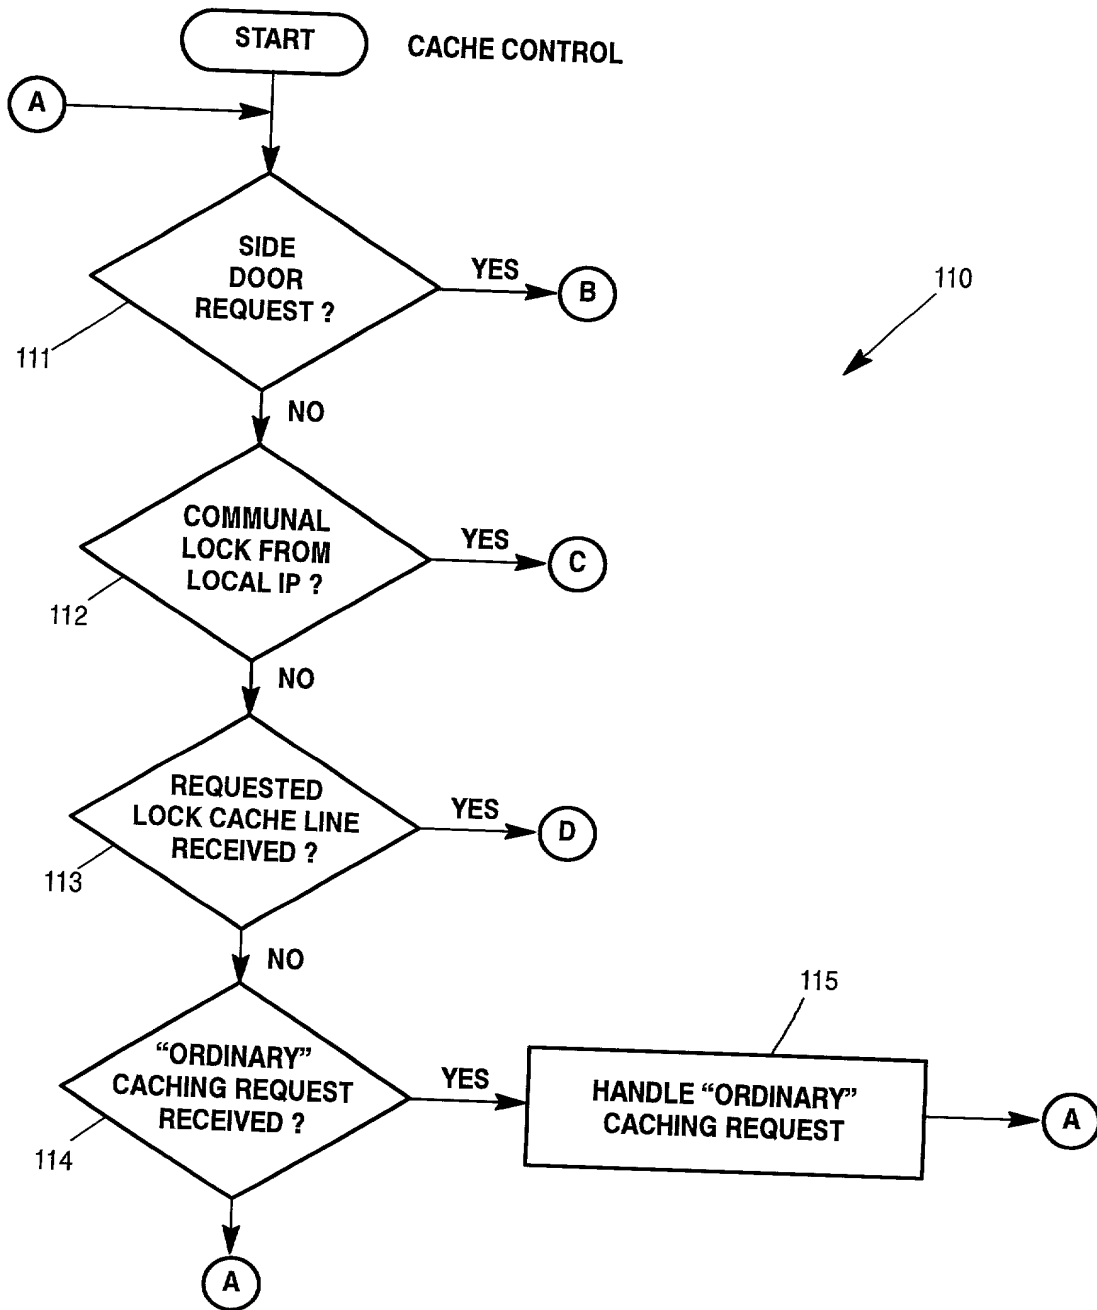 START
CACHE CONTROL
A
SIDE
DOOR
REQUEST ?
YES
B
110
111
NO
COMMUNAL
LOCK FROM
LOCAL IP ?
YES
C
112
NO
REQUESTED
LOCK CACHE LINE
RECEIVED ?
YES
D
113
NO
115
“ORDINARY”
CACHING REQUEST
RECEIVED ?
YES
HANDLE “ORDINARY”
CACHING REQUEST
A
114
A